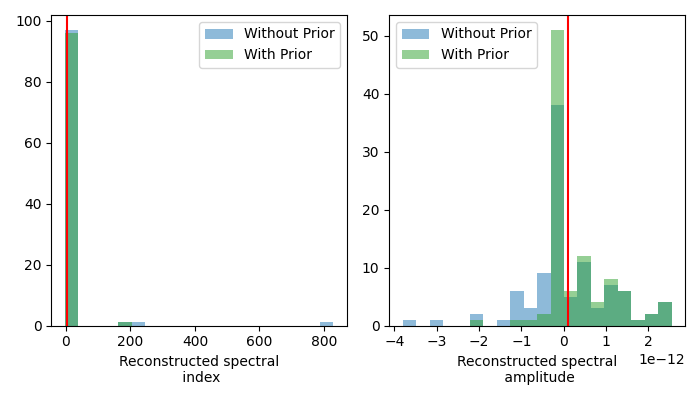 100
80
60
40
20
0
0
200
400
600
800
Reconstructed spectral
index
Without Prior
With Prior
50
40
30
20
10
0
−4
−3
−2
−1
0
1
2
1e−12
Reconstructed spectral
amplitude
Without Prior
With Prior